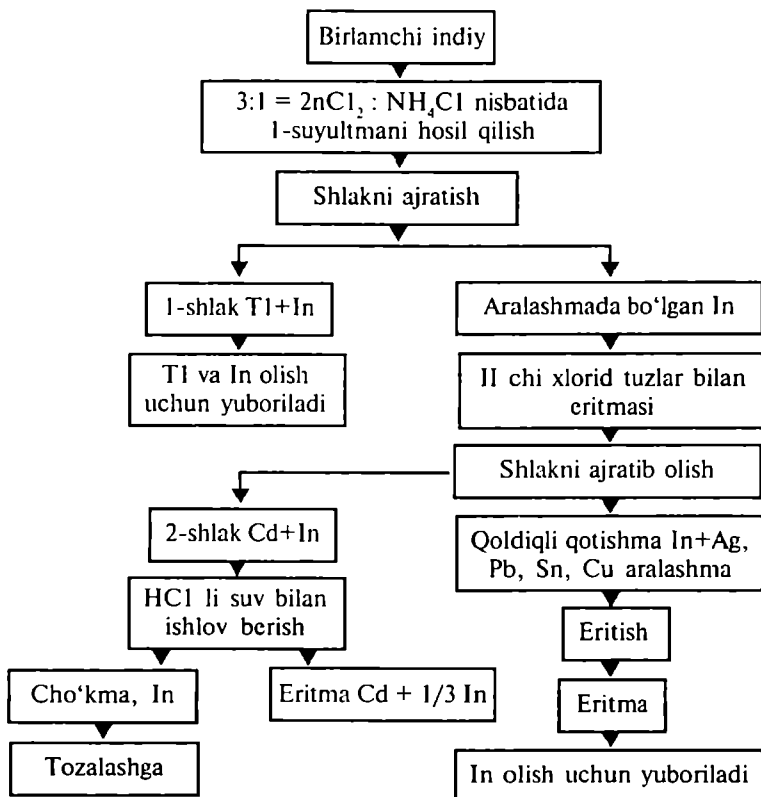 Birlamchi indiy
3:1 = 2nCl₂ : NH₄Cl nisbatida
1-suyultmani hosil qilish
Shlakni ajratish
1-shlak Tl+In
Aralashmada bo‘lgan In
Tl va In olish
uchun yuboriladi
II chi xlorid tuzlar bilan
eritmasi
Shlakni ajratib olish
2-shlak Cd+In
Qoldiqli qotishma In+Ag,
Pb, Sn, Cu aralashma
HCl li suv bilan
ishlov berish
Eritish
Cho‘kma, In
Eritma Cd + 1/3 In
Eritma
Tozalashga
In olish uchun yuboriladi